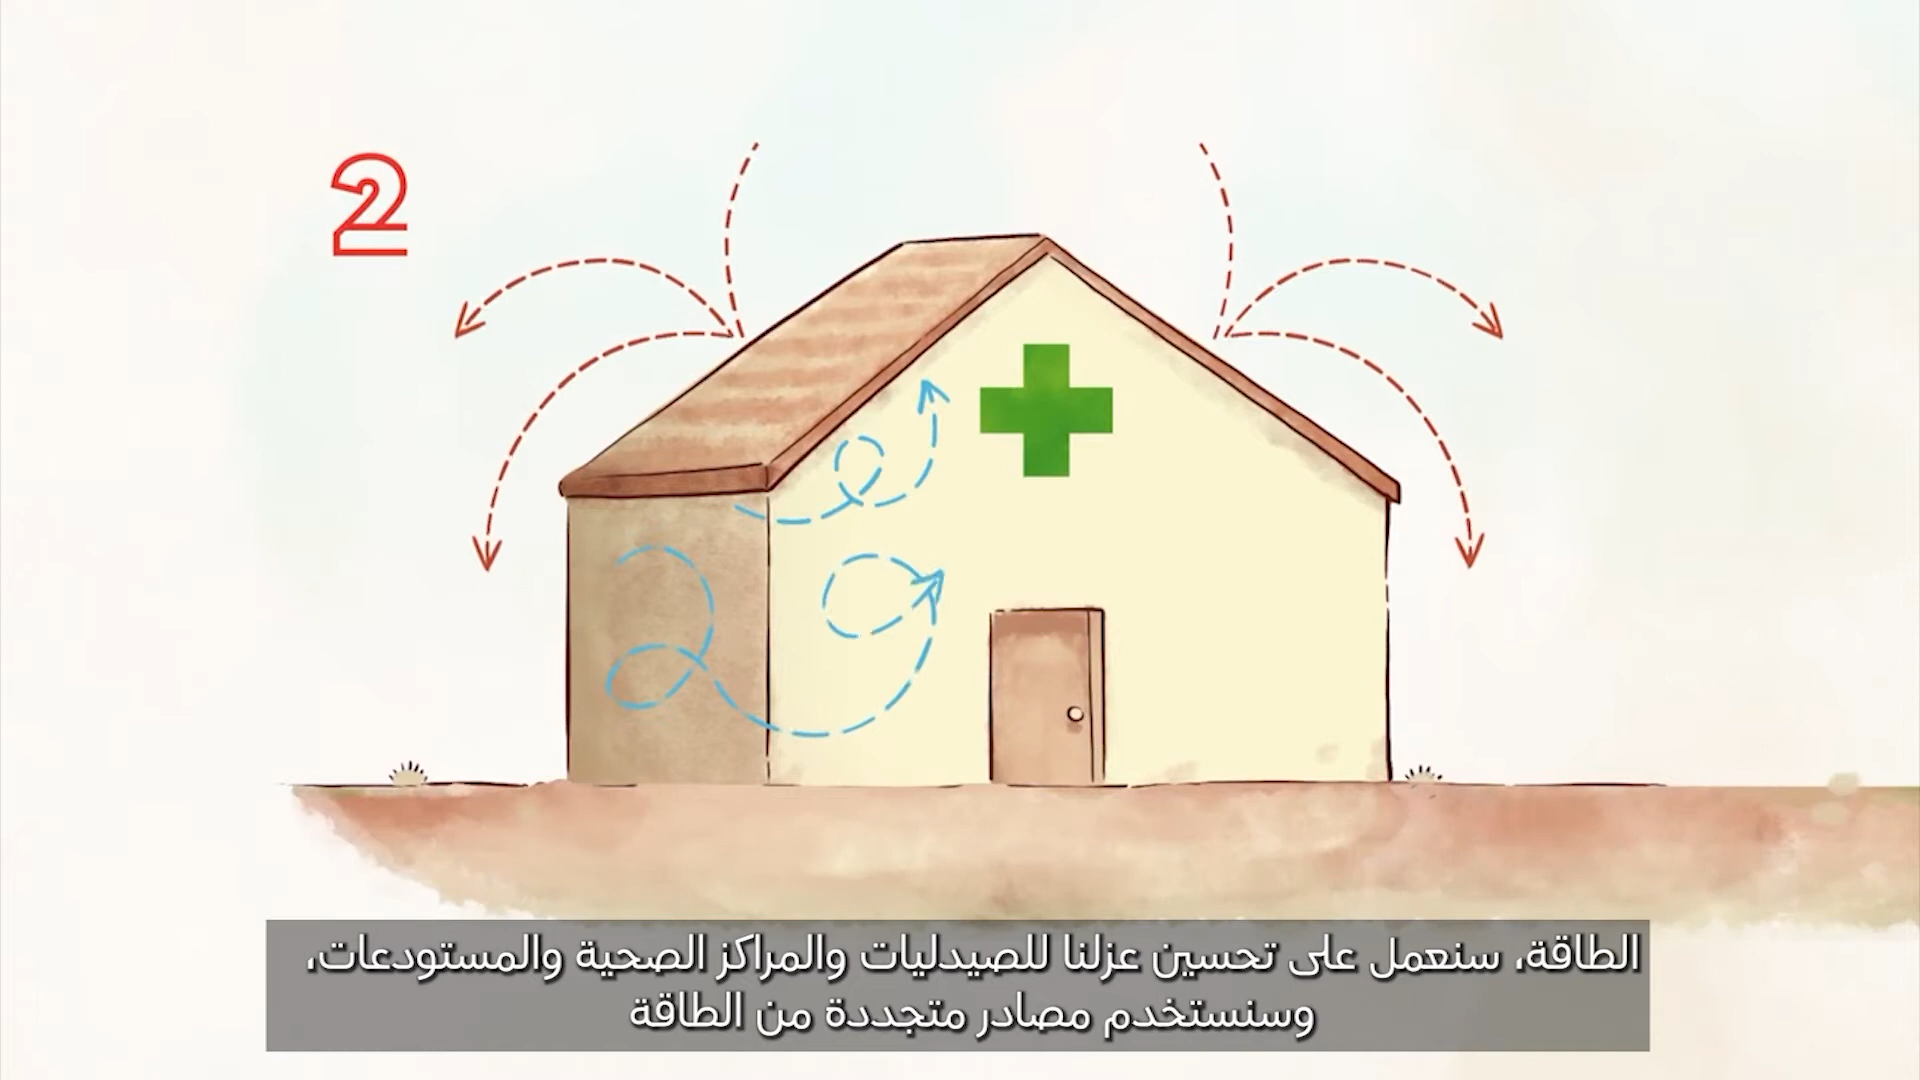 2
الطاقة، سنعمل على تحسين عزلنا للصيدليات والمراكز الصحية والمستودعات،
وسنستخدم مصادر متجددة من الطاقة